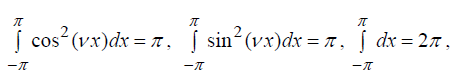 ∫_{-π}^{π} cos²(νx)dx = π, ∫_{-π}^{π} sin²(νx)dx = π, ∫_{-π}^{π} dx = 2π,